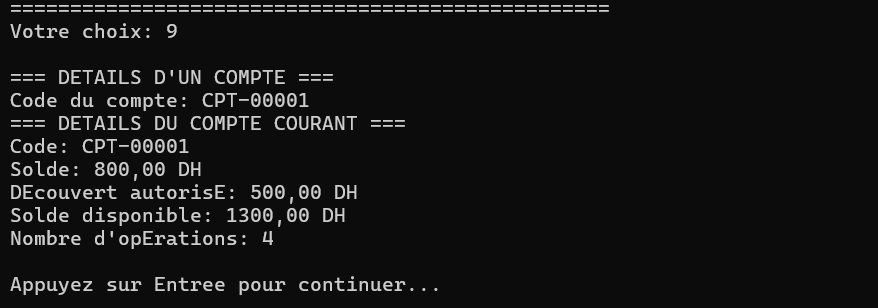 ==================================================
Votre choix: 9
=== DETAILS D'UN COMPTE ===
Code du compte: CPT-00001
=== DETAILS DU COMPTE COURANT ===
Code: CPT-00001
Solde: 800,00 DH
DEcouvert autorisE: 500,00 DH
Solde disponible: 1300,00 DH
Nombre d'opErations: 4
Appuyez sur Entree pour continuer...